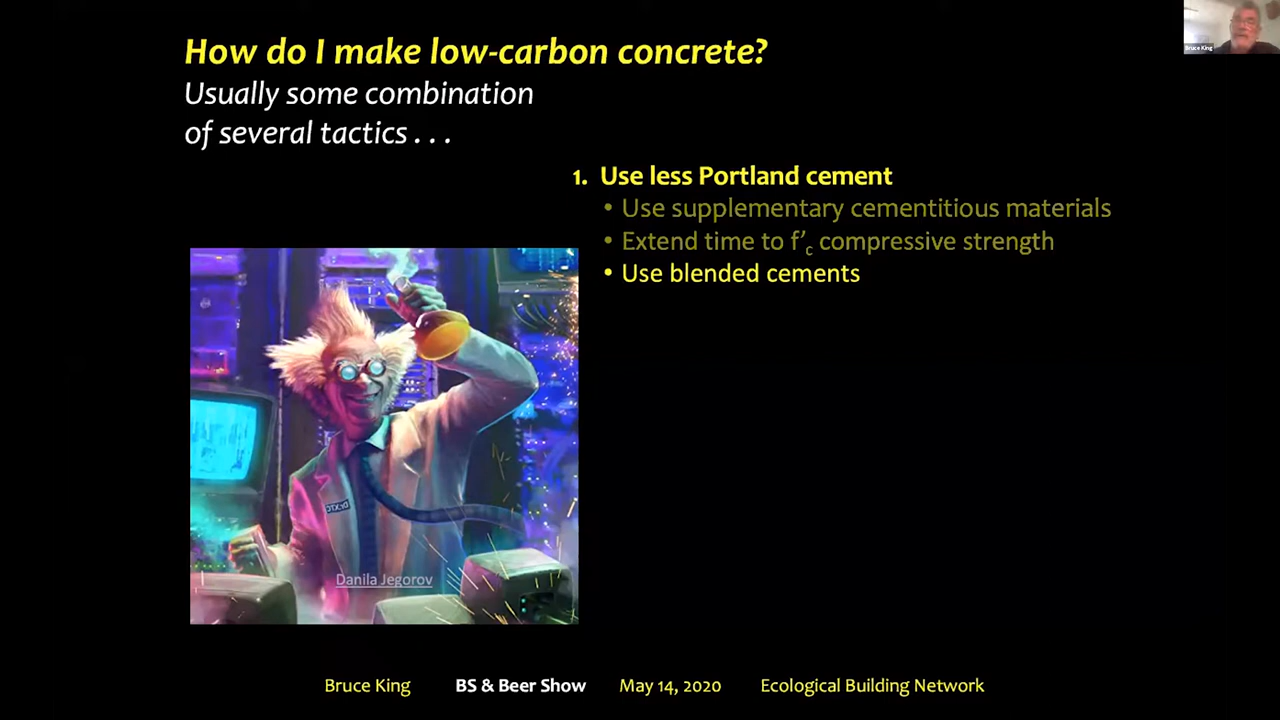 How do I make low-carbon concrete?
Usually some combination
of several tactics . . .
1. Use less Portland cement
• Use supplementary cementitious materials
• Extend time to f’c compressive strength
• Use blended cements
Danila Jegorov
Bruce King BS & Beer Show May 14, 2020 Ecological Building Network
Bruce King